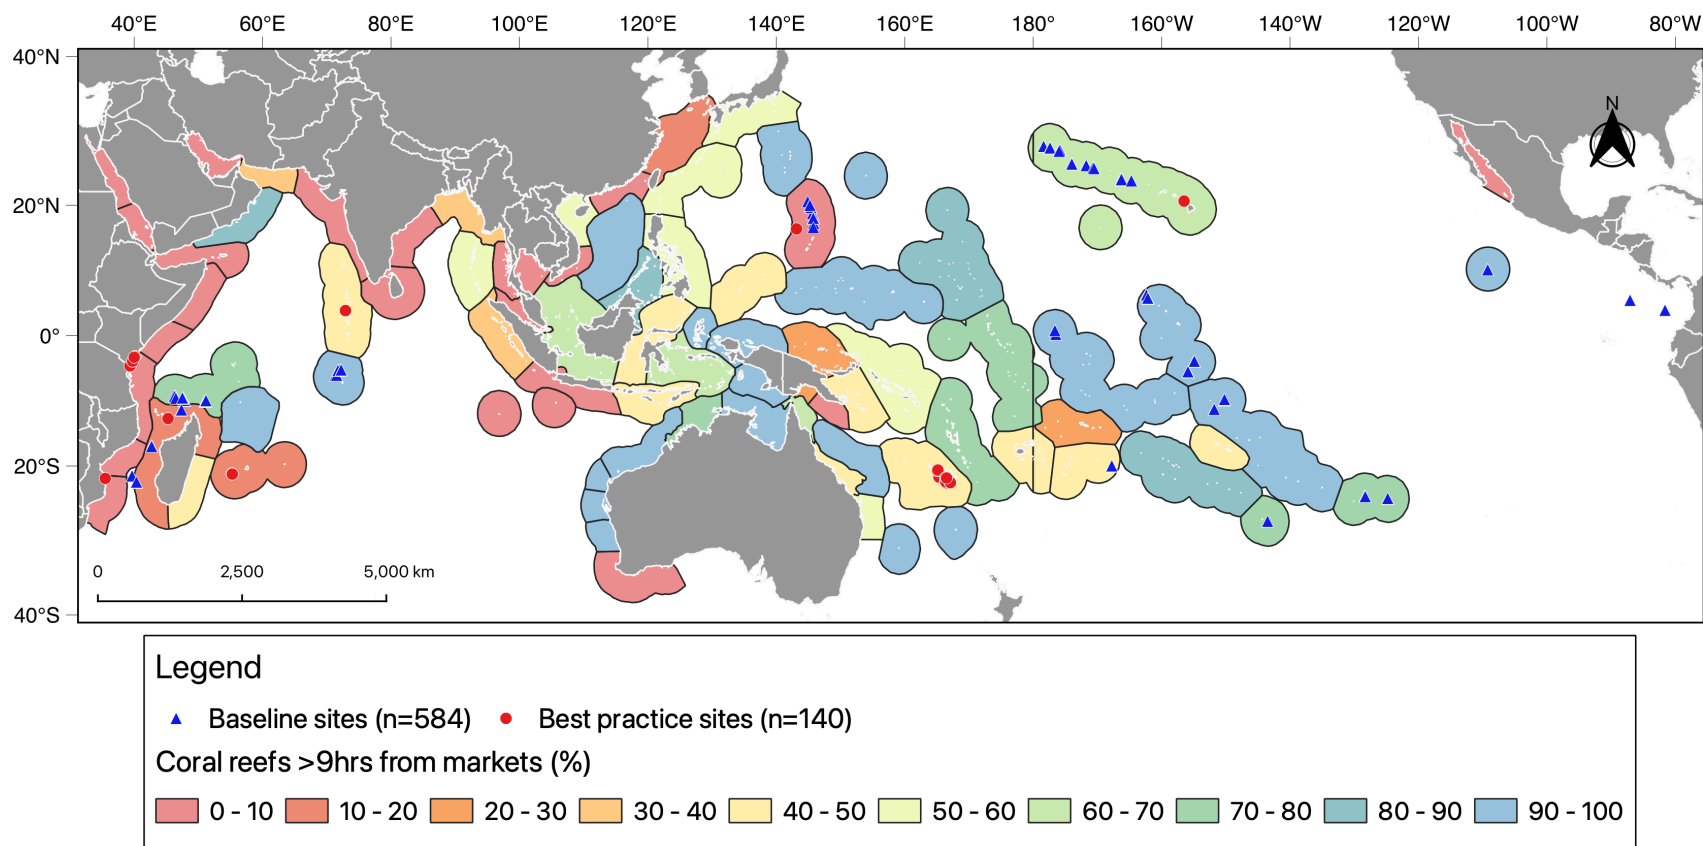 40°E 60°E 80°E 100°E 120°E 140°E 160°E 180° 160°W 140°W 120°W 100°W 80°W
40°N
N
20°N
0°
20°S
0 2,500 5,000 km
40°S
Legend
Baseline sites (n=584) Best practice sites (n=140)
Coral reefs >9hrs from markets (%)
0 - 10 10 - 20 20 - 30 30 - 40 40 - 50 50 - 60 60 - 70 70 - 80 80 - 90 90 - 100